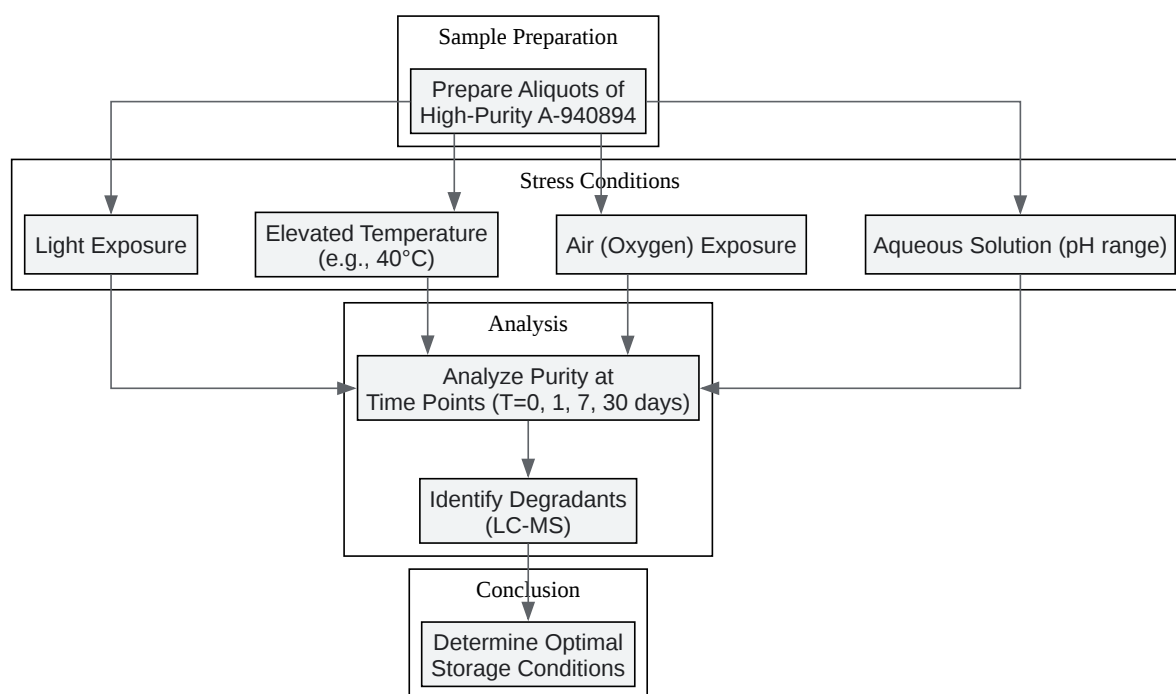 Sample Preparation
Prepare Aliquots of
High-Purity A-940894
Stress Conditions
Light Exposure
Elevated Temperature
(e.g., 40°C)
Air (Oxygen) Exposure
Aqueous Solution (pH range)
Analysis
Analyze Purity at
Time Points (T=0, 1, 7, 30 days)
Identify Degradants
(LC-MS)
Conclusion
Determine Optimal
Storage Conditions